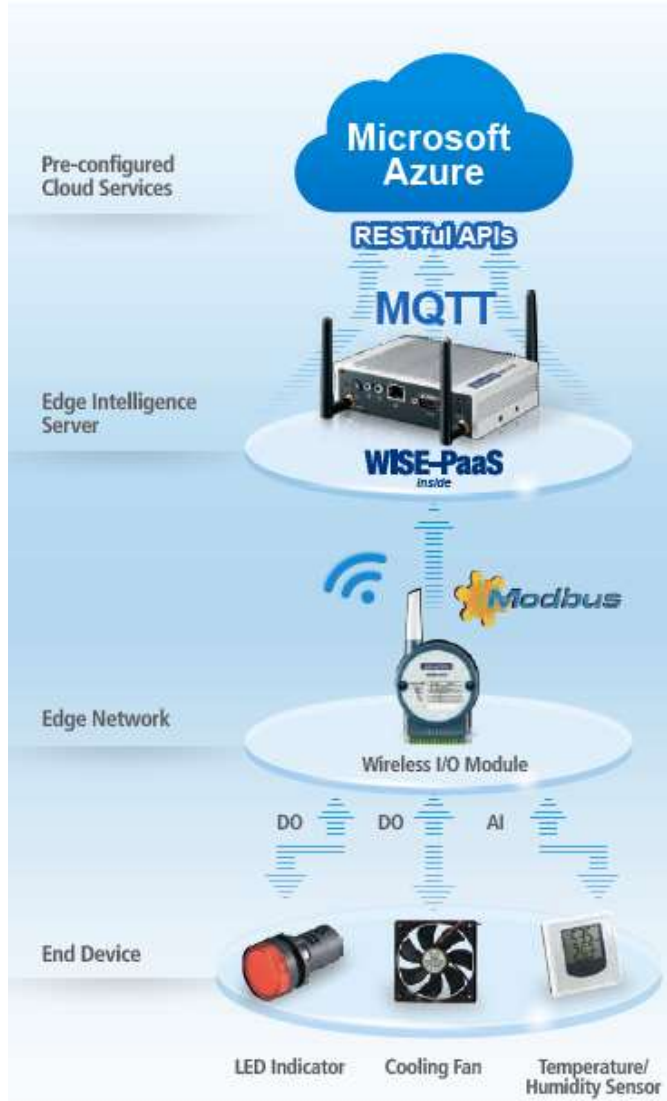 Microsoft
Azure
Pre-configured
Cloud Services
RESTful APIs
MQTT
Edge Intelligence
Server
WISE-PaaS
inside
Modbus
Edge Network
Wireless I/O Module
DO
DO
AI
End Device
LED Indicator
Cooling Fan
Temperature/
Humidity Sensor